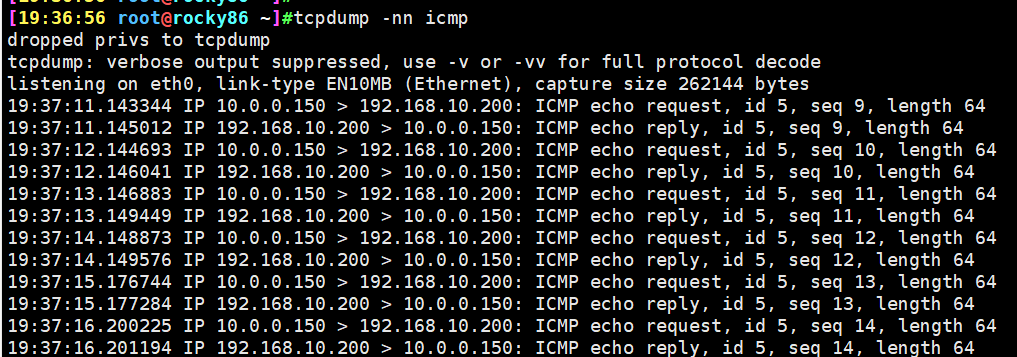 [19:36:56 root@rocky86 ~]#tcpdump -nn icmp
dropped privs to tcpdump
tcpdump: verbose output suppressed, use -v or -vv for full protocol decode
listening on eth0, link-type EN10MB (Ethernet), capture size 262144 bytes
19:37:11.143344 IP 10.0.0.150 > 192.168.10.200: ICMP echo request, id 5, seq 9, length 64
19:37:11.145012 IP 192.168.10.200 > 10.0.0.150: ICMP echo reply, id 5, seq 9, length 64
19:37:12.144693 IP 10.0.0.150 > 192.168.10.200: ICMP echo request, id 5, seq 10, length 64
19:37:12.146041 IP 192.168.10.200 > 10.0.0.150: ICMP echo reply, id 5, seq 10, length 64
19:37:13.146883 IP 10.0.0.150 > 192.168.10.200: ICMP echo request, id 5, seq 11, length 64
19:37:13.149449 IP 192.168.10.200 > 10.0.0.150: ICMP echo reply, id 5, seq 11, length 64
19:37:14.148873 IP 10.0.0.150 > 192.168.10.200: ICMP echo request, id 5, seq 12, length 64
19:37:14.149576 IP 192.168.10.200 > 10.0.0.150: ICMP echo reply, id 5, seq 12, length 64
19:37:15.176744 IP 10.0.0.150 > 192.168.10.200: ICMP echo request, id 5, seq 13, length 64
19:37:15.177284 IP 192.168.10.200 > 10.0.0.150: ICMP echo reply, id 5, seq 13, length 64
19:37:16.200225 IP 10.0.0.150 > 192.168.10.200: ICMP echo request, id 5, seq 14, length 64
19:37:16.201194 IP 192.168.10.200 > 10.0.0.150: ICMP echo reply, id 5, seq 14, length 64